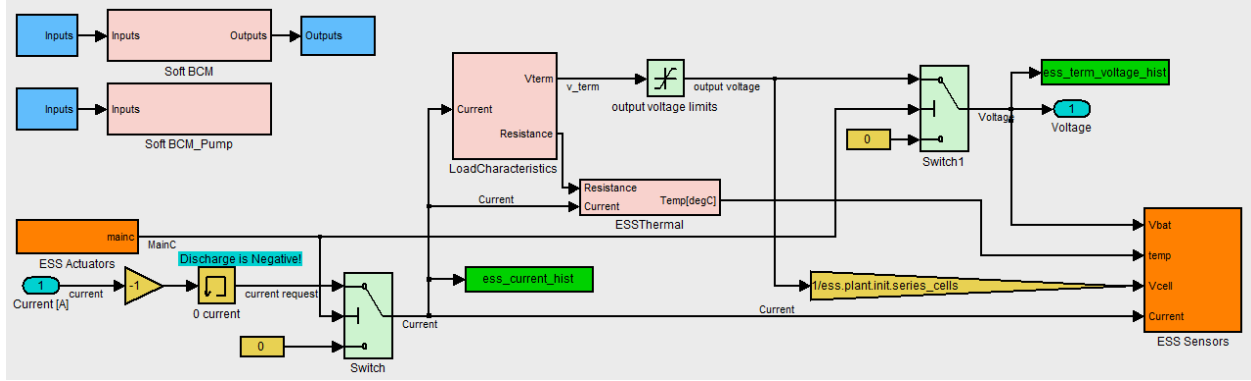 Inputs
Inputs
Outputs
Outputs
Soft BCM
Inputs
Inputs
Soft BCM_Pump
Vterm
Current
Resistance
LoadCharacteristics
v_term
output voltage limits
output voltage
0
Switch1
Voltage
ess_term_voltage_hist
1
Voltage
Resistance
Current
Temp[degC]
ESSThermal
Current
mainc
MainC
ESS Actuators
Discharge is Negative!
1
Current [A]
current
-1
0 current
current request
0
Switch
Current
ess_current_hist
1/ess.plant.init.series_cells
Current
Vbat
temp
Vcell
Current
ESS Sensors